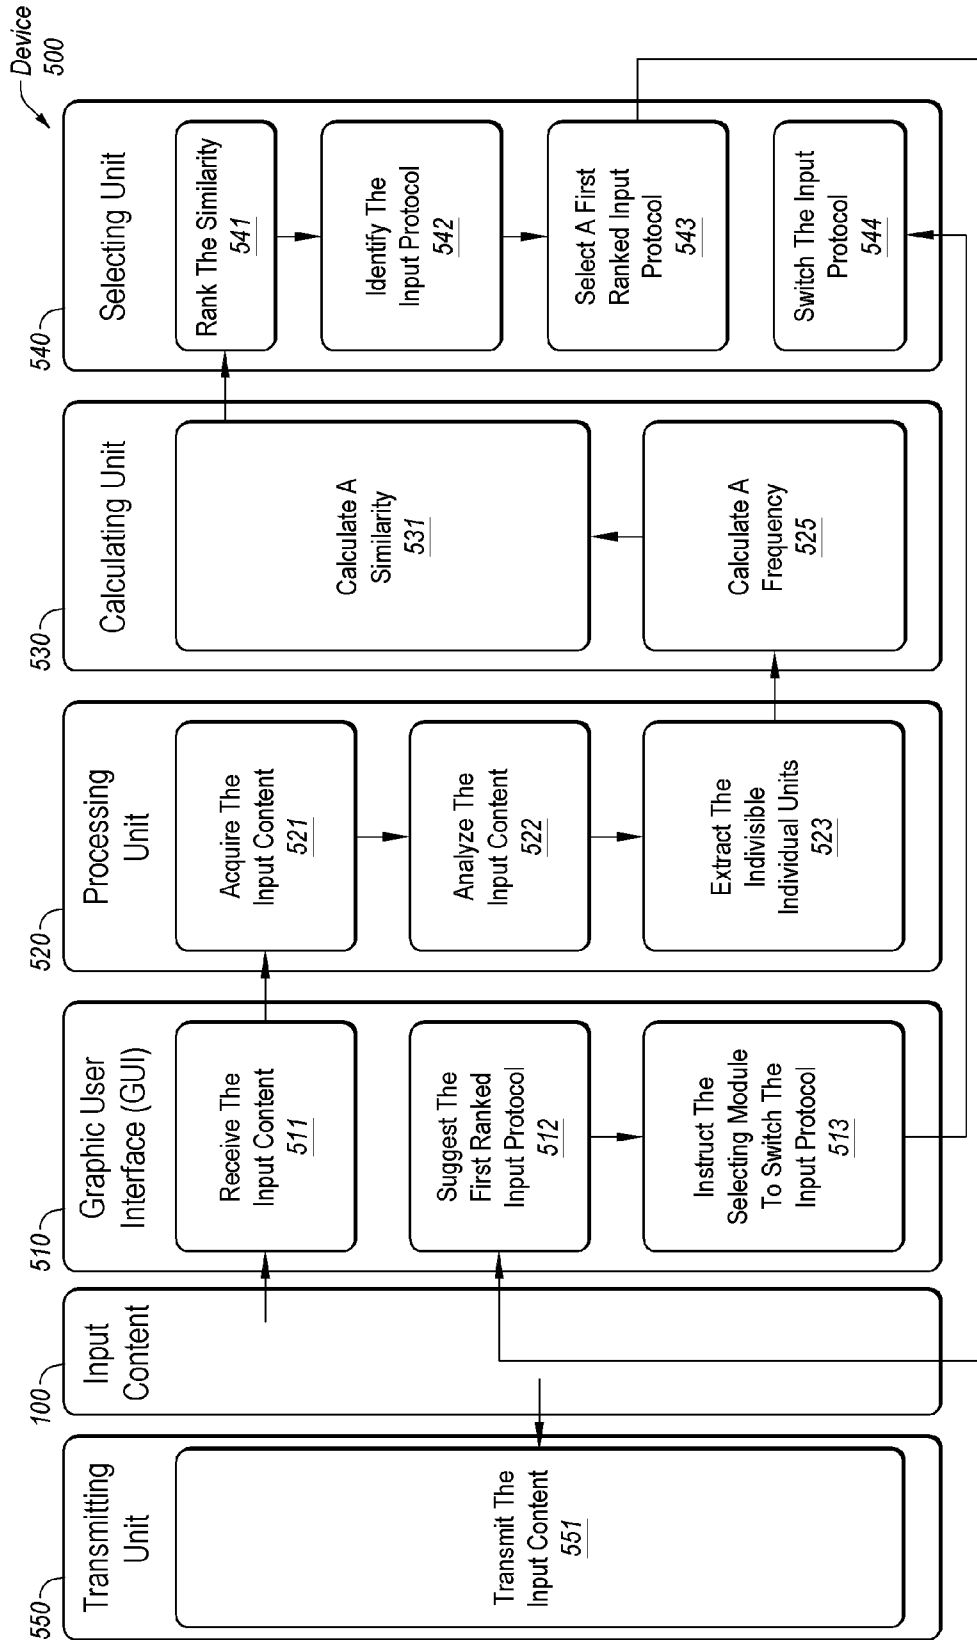 Device
500
550
Transmitting
Unit
Transmit The
Input Content
551
100
Input
Content
510
Graphic User
Interface (GUI)
Receive The
Input Content
511
Suggest The
First Ranked
Input Protocol
512
Instruct The
Selecting Module
To Switch The
Input Protocol
513
520
Processing
Unit
Acquire The
Input Content
521
Analyze The
Input Content
522
Extract The
Indivisible
Individual Units
523
530
Calculating Unit
Calculate A
Similarity
531
Calculate A
Frequency
525
540
Selecting Unit
Rank The Similarity
541
Identify The
Input Protocol
542
Select A First
Ranked Input
Protocol
543
Switch The Input
Protocol
544